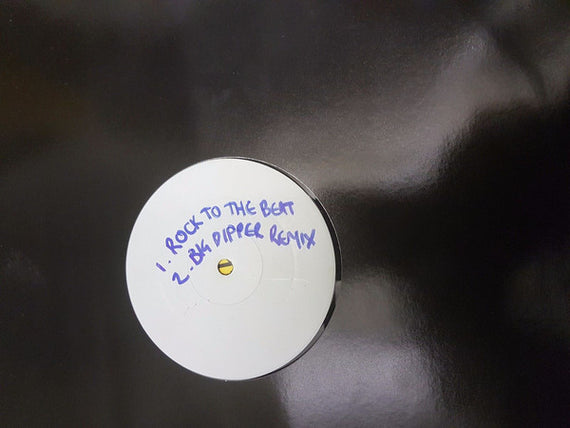 1. ROCK TO THE BEAT
2. BIG DIPPER REMIX